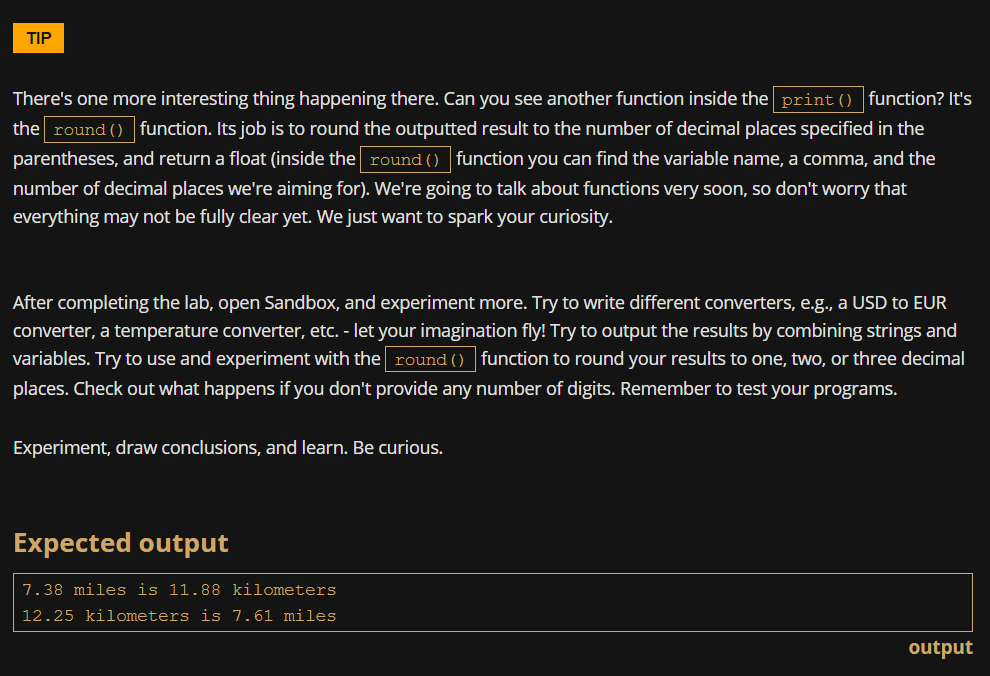 TIP
There's one more interesting thing happening there. Can you see another function inside the print() function? It's
the round() function. Its job is to round the outputted result to the number of decimal places specified in the
parentheses, and return a float (inside the round() function you can find the variable name, a comma, and the
number of decimal places we're aiming for). We're going to talk about functions very soon, so don't worry that
everything may not be fully clear yet. We just want to spark your curiosity.
After completing the lab, open Sandbox, and experiment more. Try to write different converters, e.g., a USD to EUR
converter, a temperature converter, etc. - let your imagination fly! Try to output the results by combining strings and
variables. Try to use and experiment with the round() function to round your results to one, two, or three decimal
places. Check out what happens if you don't provide any number of digits. Remember to test your programs.
Experiment, draw conclusions, and learn. Be curious.
Expected output
7.38 miles is 11.88 kilometers
12.25 kilometers is 7.61 miles
output